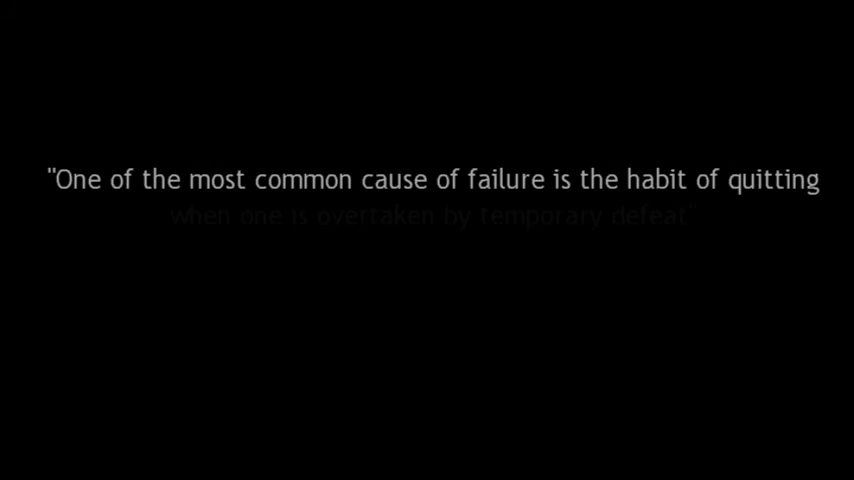 "One of the most common cause of failure is the habit of quitting
when one is overtaken by temporary defeat"